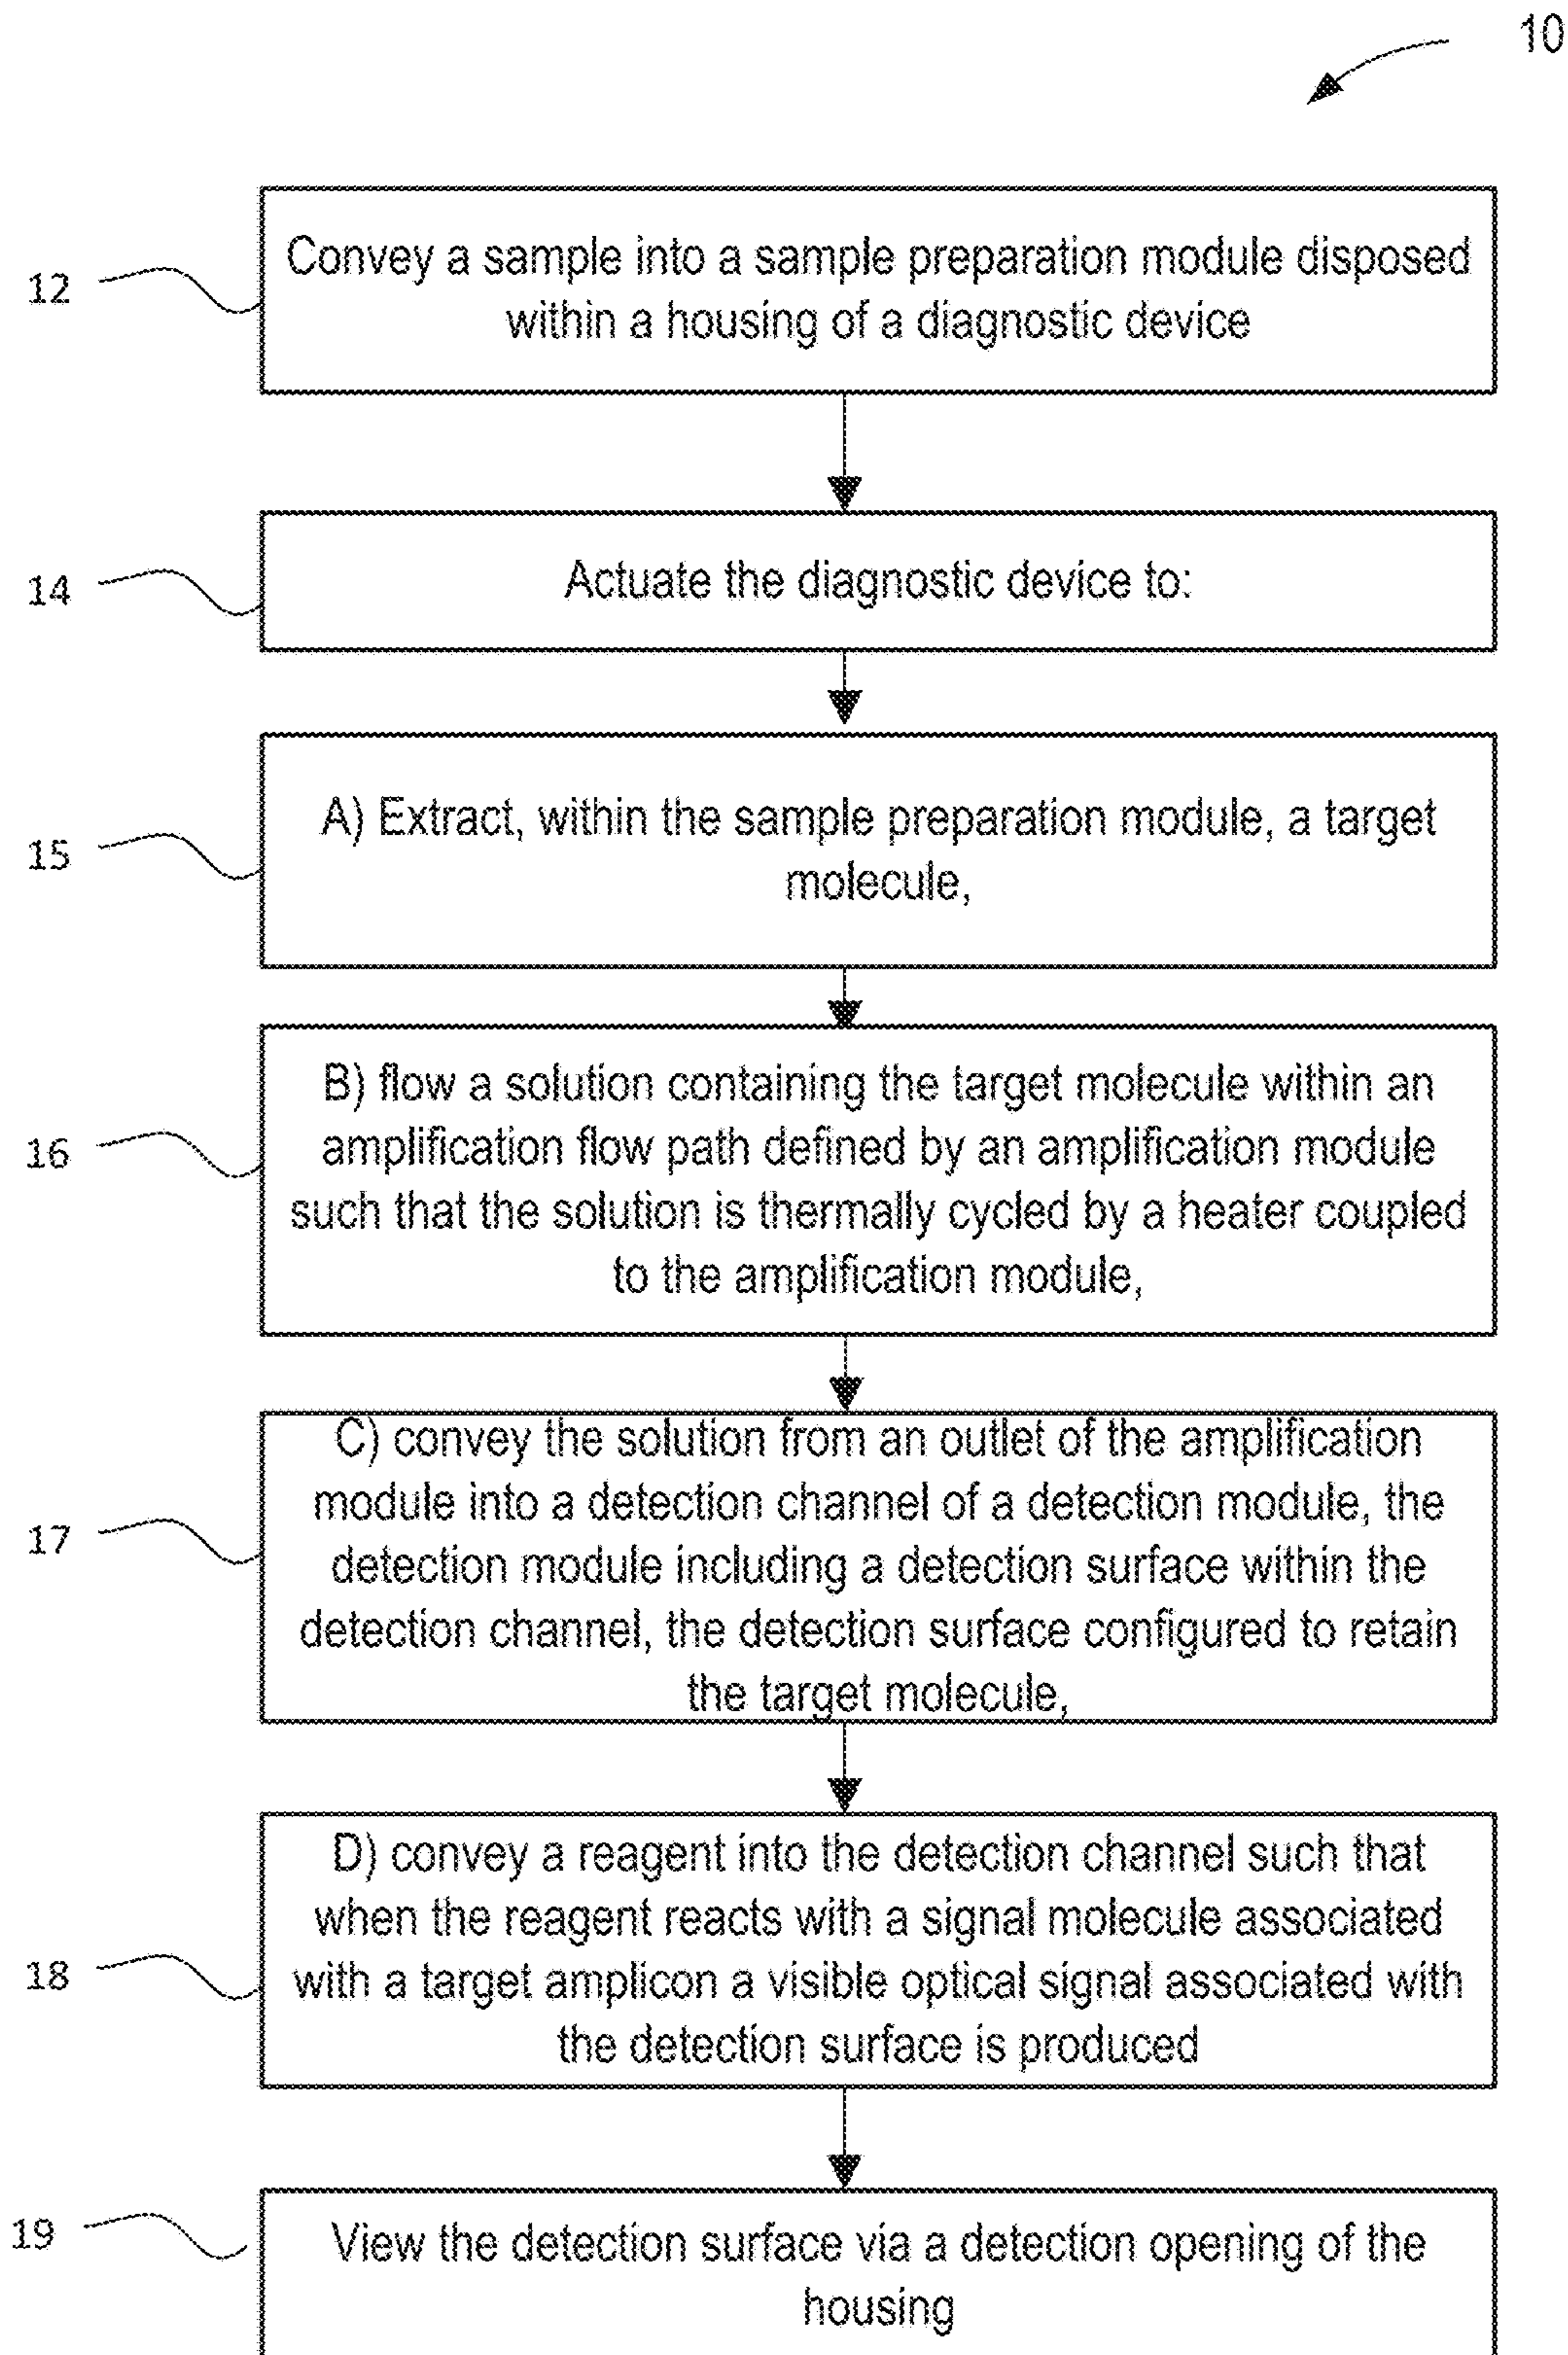 10
12
Convey a sample into a sample preparation module disposed
within a housing of a diagnostic device
14
Actuate the diagnostic device to:
15
A) Extract, within the sample preparation module, a target
molecule,
16
B) flow a solution containing the target molecule within an
amplification flow path defined by an amplification module
such that the solution is thermally cycled by a heater coupled
to the amplification module,
17
C) convey the solution from an outlet of the amplification
module into a detection channel of a detection module, the
detection module including a detection surface within the
detection channel, the detection surface configured to retain
the target molecule,
18
D) convey a reagent into the detection channel such that
when the reagent reacts with a signal molecule associated
with a target amplicon a visible optical signal associated with
the detection surface is produced
19
View the detection surface via a detection opening of the
housing